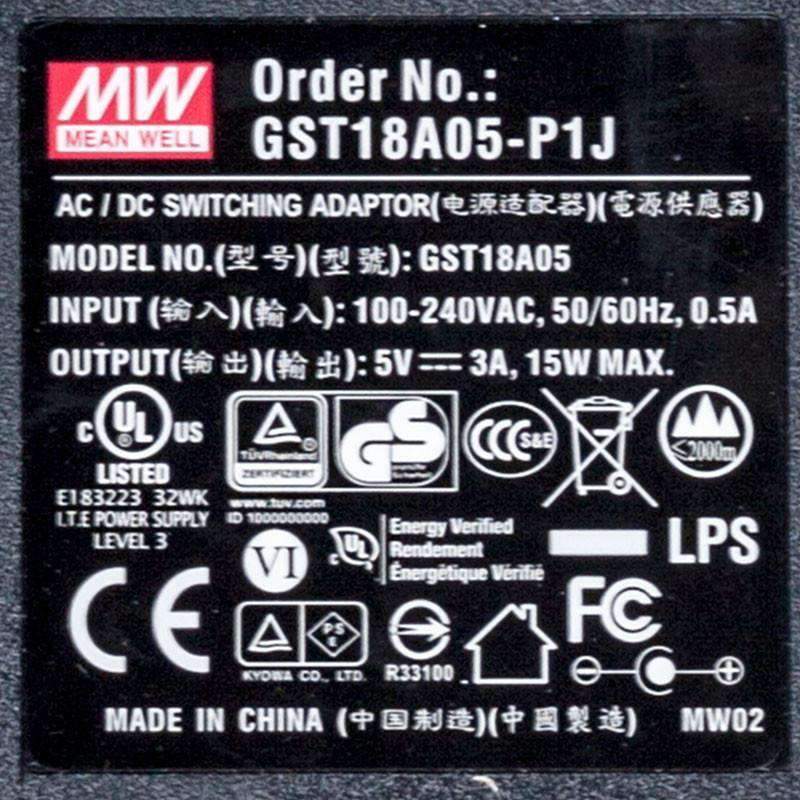 MW
MEAN WELL
Order No.:
GST18A05-P1J
AC / DC SWITCHING ADAPTOR(电源适配器)(電源供應器)
MODEL NO.(型号)(型號): GST18A05
INPUT (输入)(輸入): 100-240VAC, 50/60Hz, 0.5A
OUTPUT(输出)(輸出): 5V 3A, 15W MAX.
C UL US
LISTED
E183223 32WK
I.T.E POWER SUPPLY
LEVEL 3
TÜVRheinland
ZERTIFIZIERT
www.tuv.com
ID 1000000000
GS
geprüfte
Sicherheit
CCC S&E
≤2000m
VI
C UL
Energy Verified
Rendement
Énergétique Vérifié
LPS
CE
PS
E
KYOWA CO., LTD.
R33100
FC
MADE IN CHINA (中国制造)(中國製造) MW02